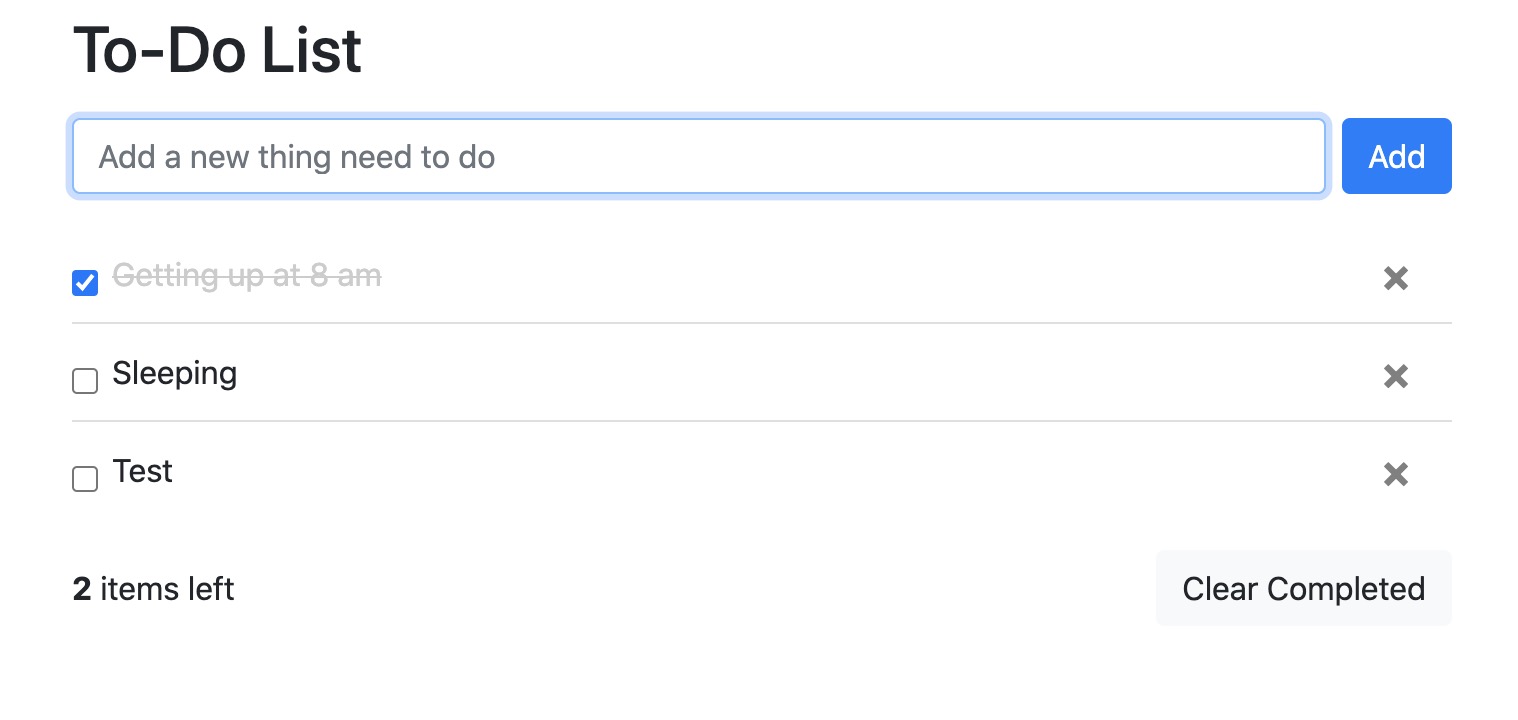 To-Do List
Add a new thing need to do
Add
Getting up at 8 am
Sleeping
Test
2 items left
Clear Completed